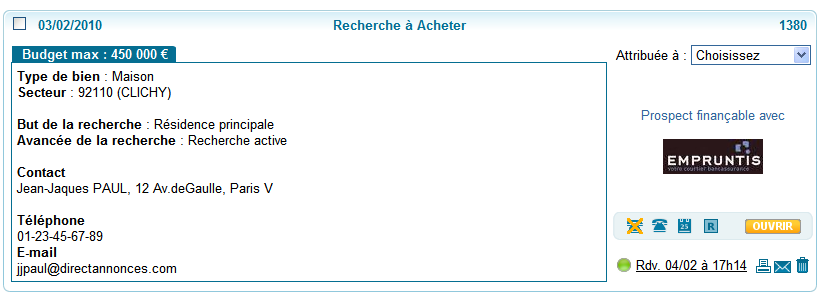 03/02/2010
Recherche à Acheter
1380
Budget max : 450 000 €
Attribuée à : Choisissez
Type de bien : Maison
Secteur : 92110 (CLICHY)
But de la recherche : Résidence principale
Avancée de la recherche : Recherche active
Contact
Jean-Jaques PAUL, 12 Av.deGaulle, Paris V
Téléphone
01-23-45-67-89
E-mail
jjpaul@directannonces.com
Prospect finançable avec
EMPRUNTIS
votre courtier bancassurance
25
R
OUVRIR
Rdv. 04/02 à 17h14